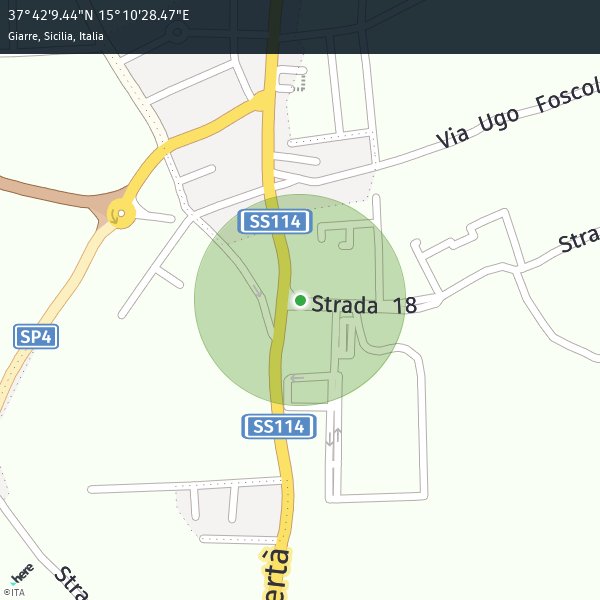 37°42'9.44"N 15°10'28.47"E
Giarre, Sicilia, Italia
Via Ugo Foscol
SS114
Stra
Strada 18
SP4
SS114
ertà
Stra
here
©ITA